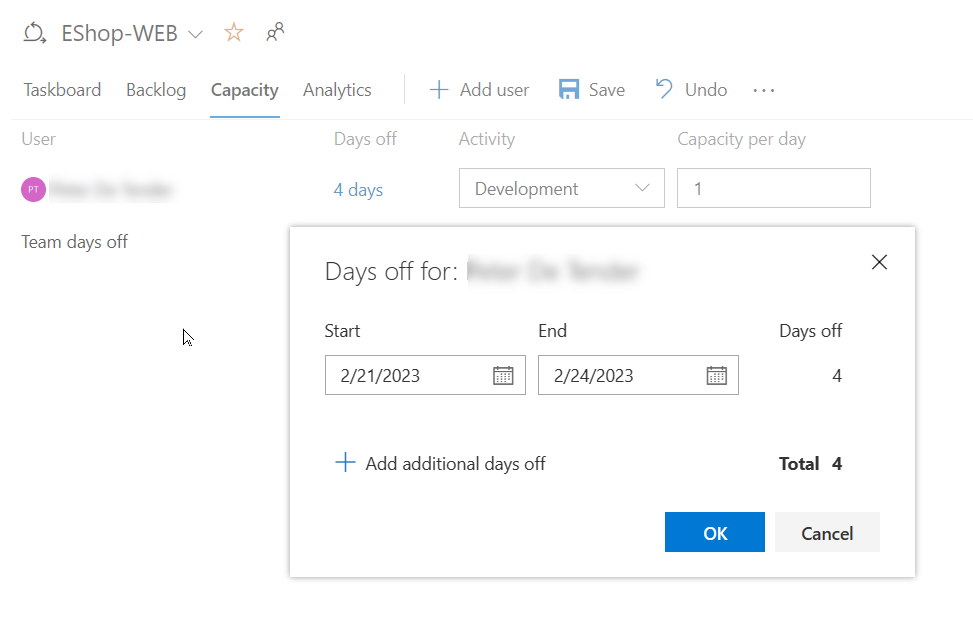 EShop-WEB
Taskboard Backlog Capacity Analytics Add user Save Undo ...
User Days off Activity Capacity per day
PT 4 days Development 1
Team days off
Days off for:
Start End Days off
2/21/2023 2/24/2023 4
Add additional days off Total 4
OK Cancel